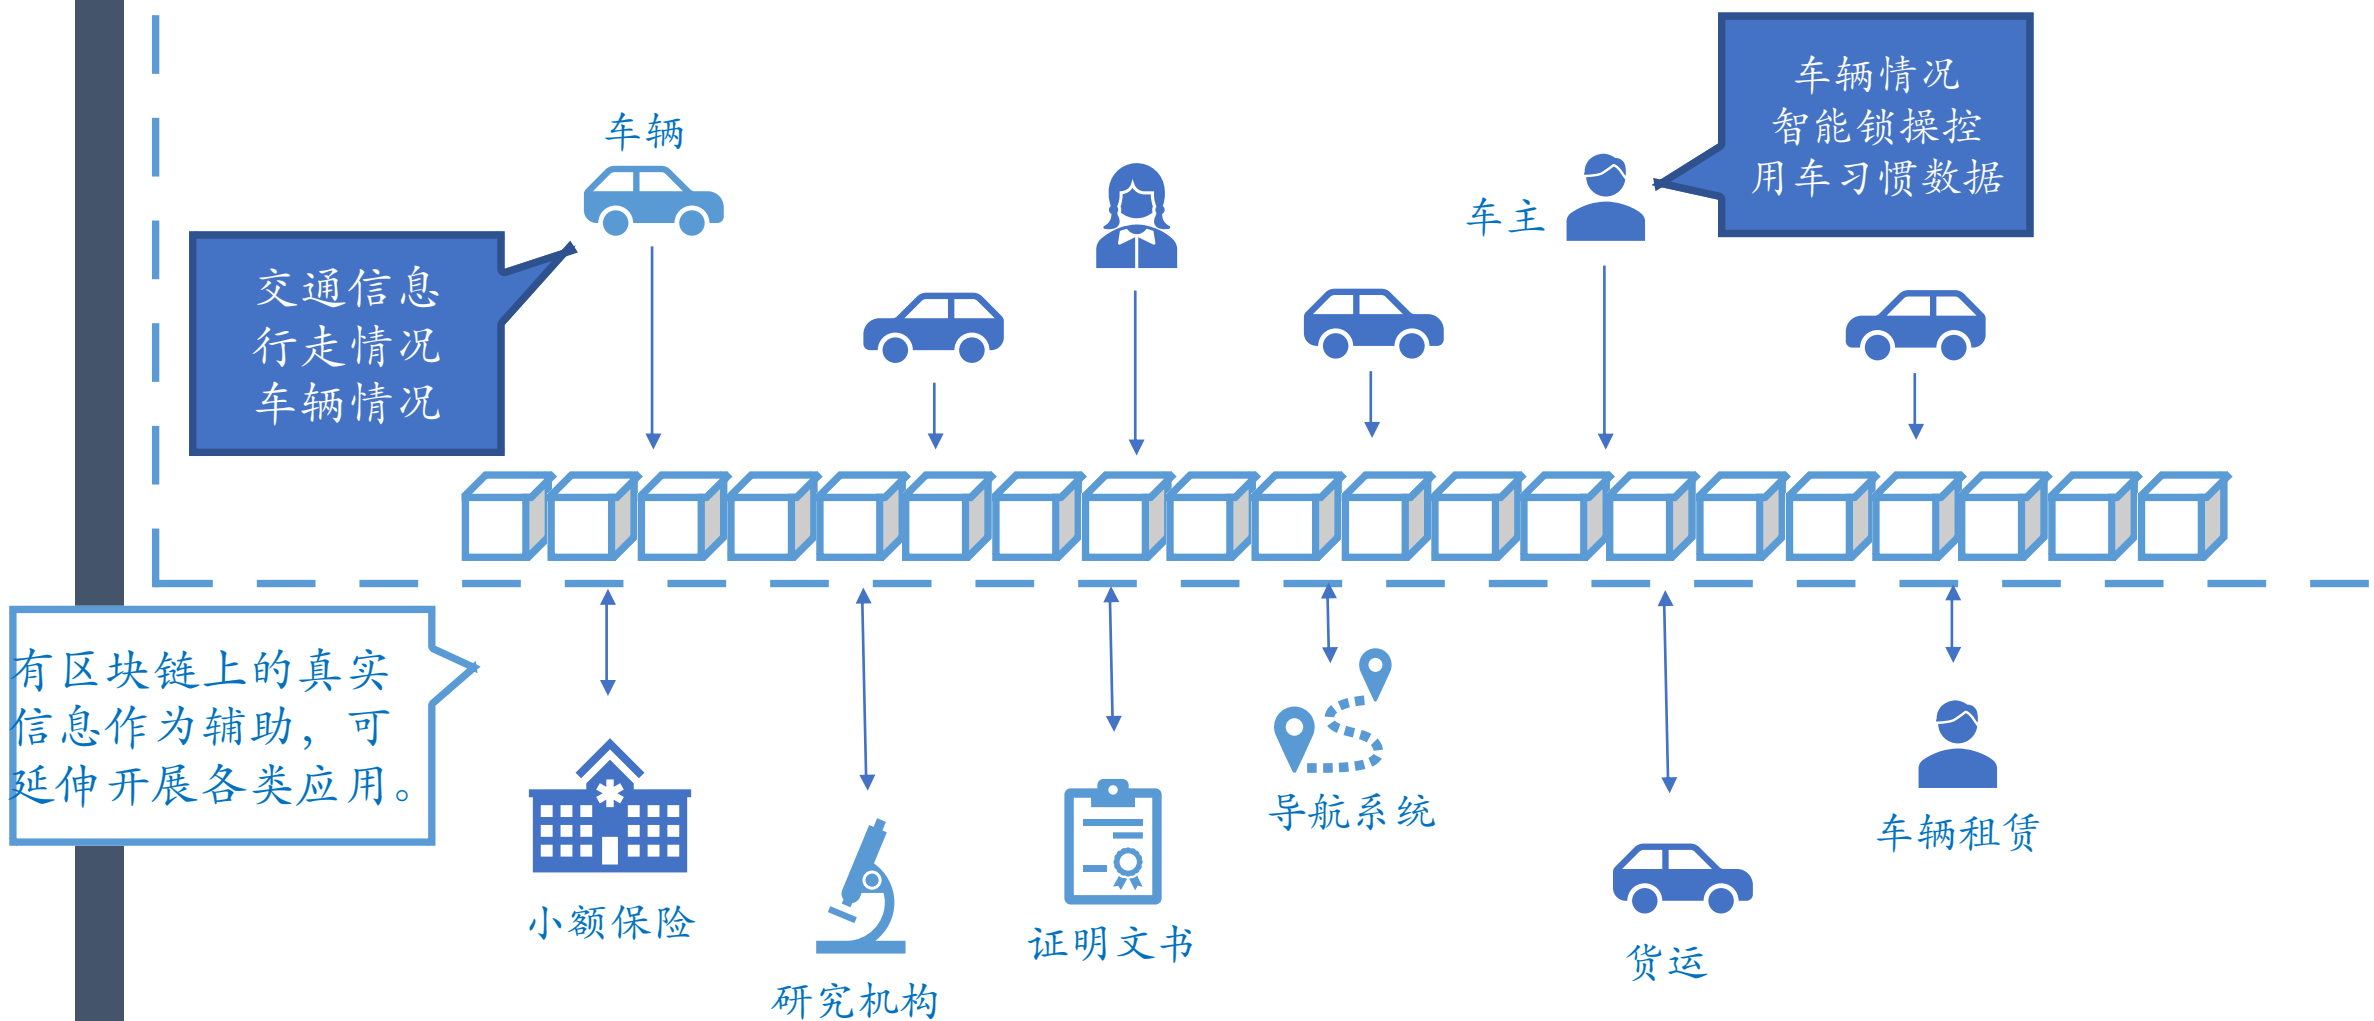 车辆情况
智能锁操控
用车习惯数据
车辆
车主
交通信息
行走情况
车辆情况
有区块链上的真实
信息作为辅助，可
延伸开展各类应用。
导航系统
车辆租赁
小额保险
证明文书
货运
研究机构